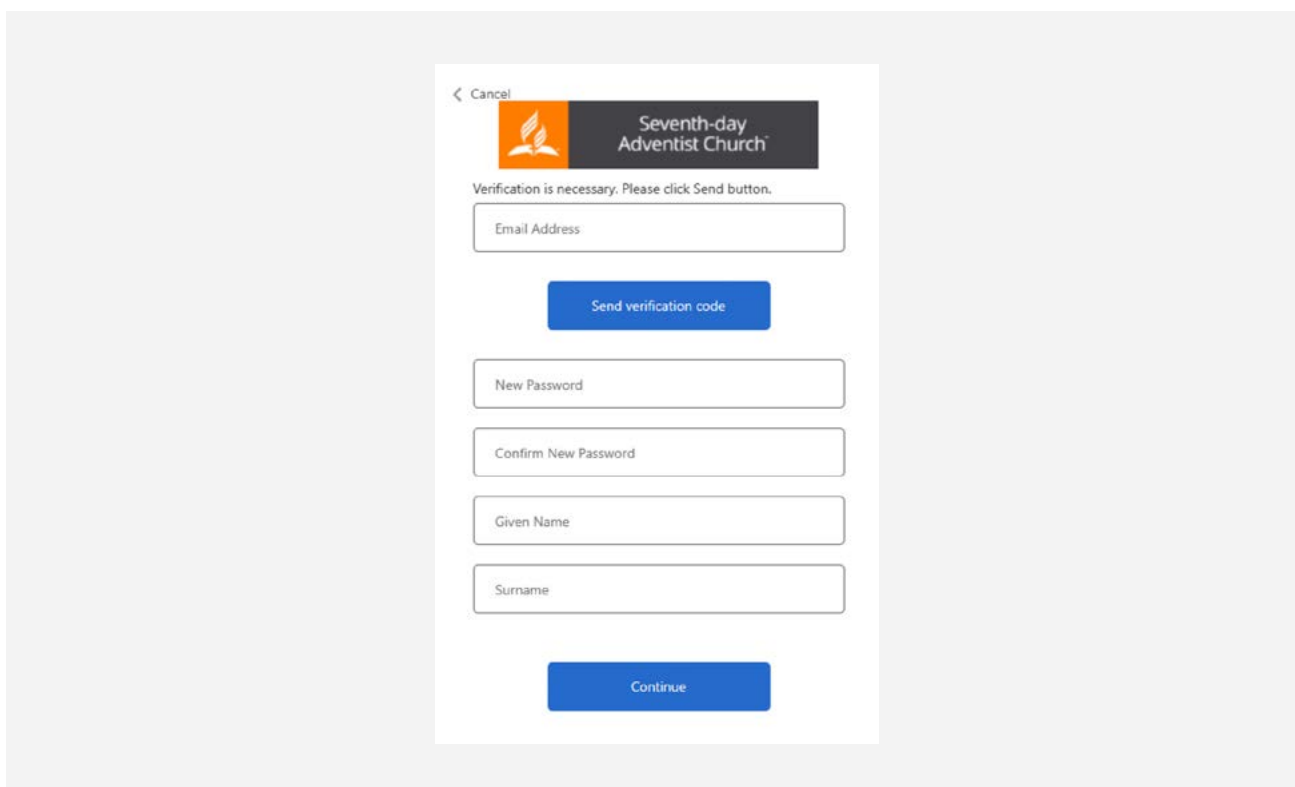 Cancel
Seventh-day
Adventist Church™
Verification is necessary. Please click Send button.
Email Address
Send verification code
New Password
Confirm New Password
Given Name
Surname
Continue